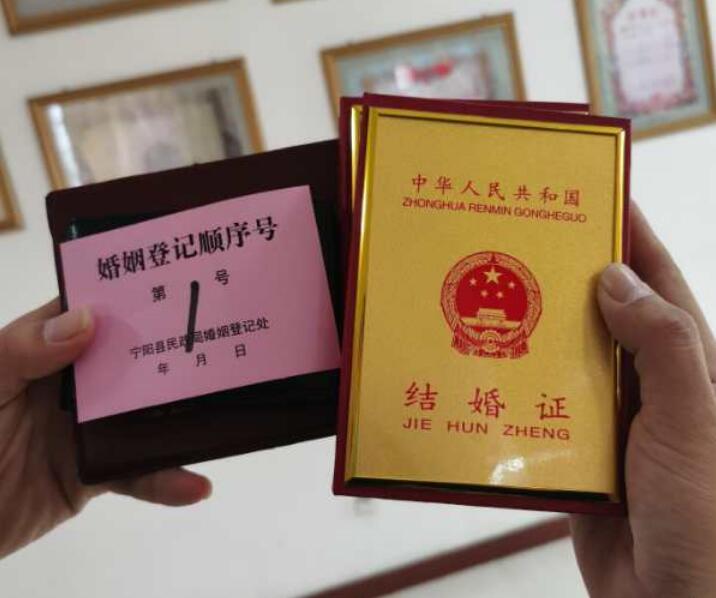 婚姻登记顺序号
第 1 号
宁阳县民政局婚姻登记处
年 月 日
中华人民共和国
ZHONGHUA RENMIN GONGHEGUO
结婚证
JIE HUN ZHENG